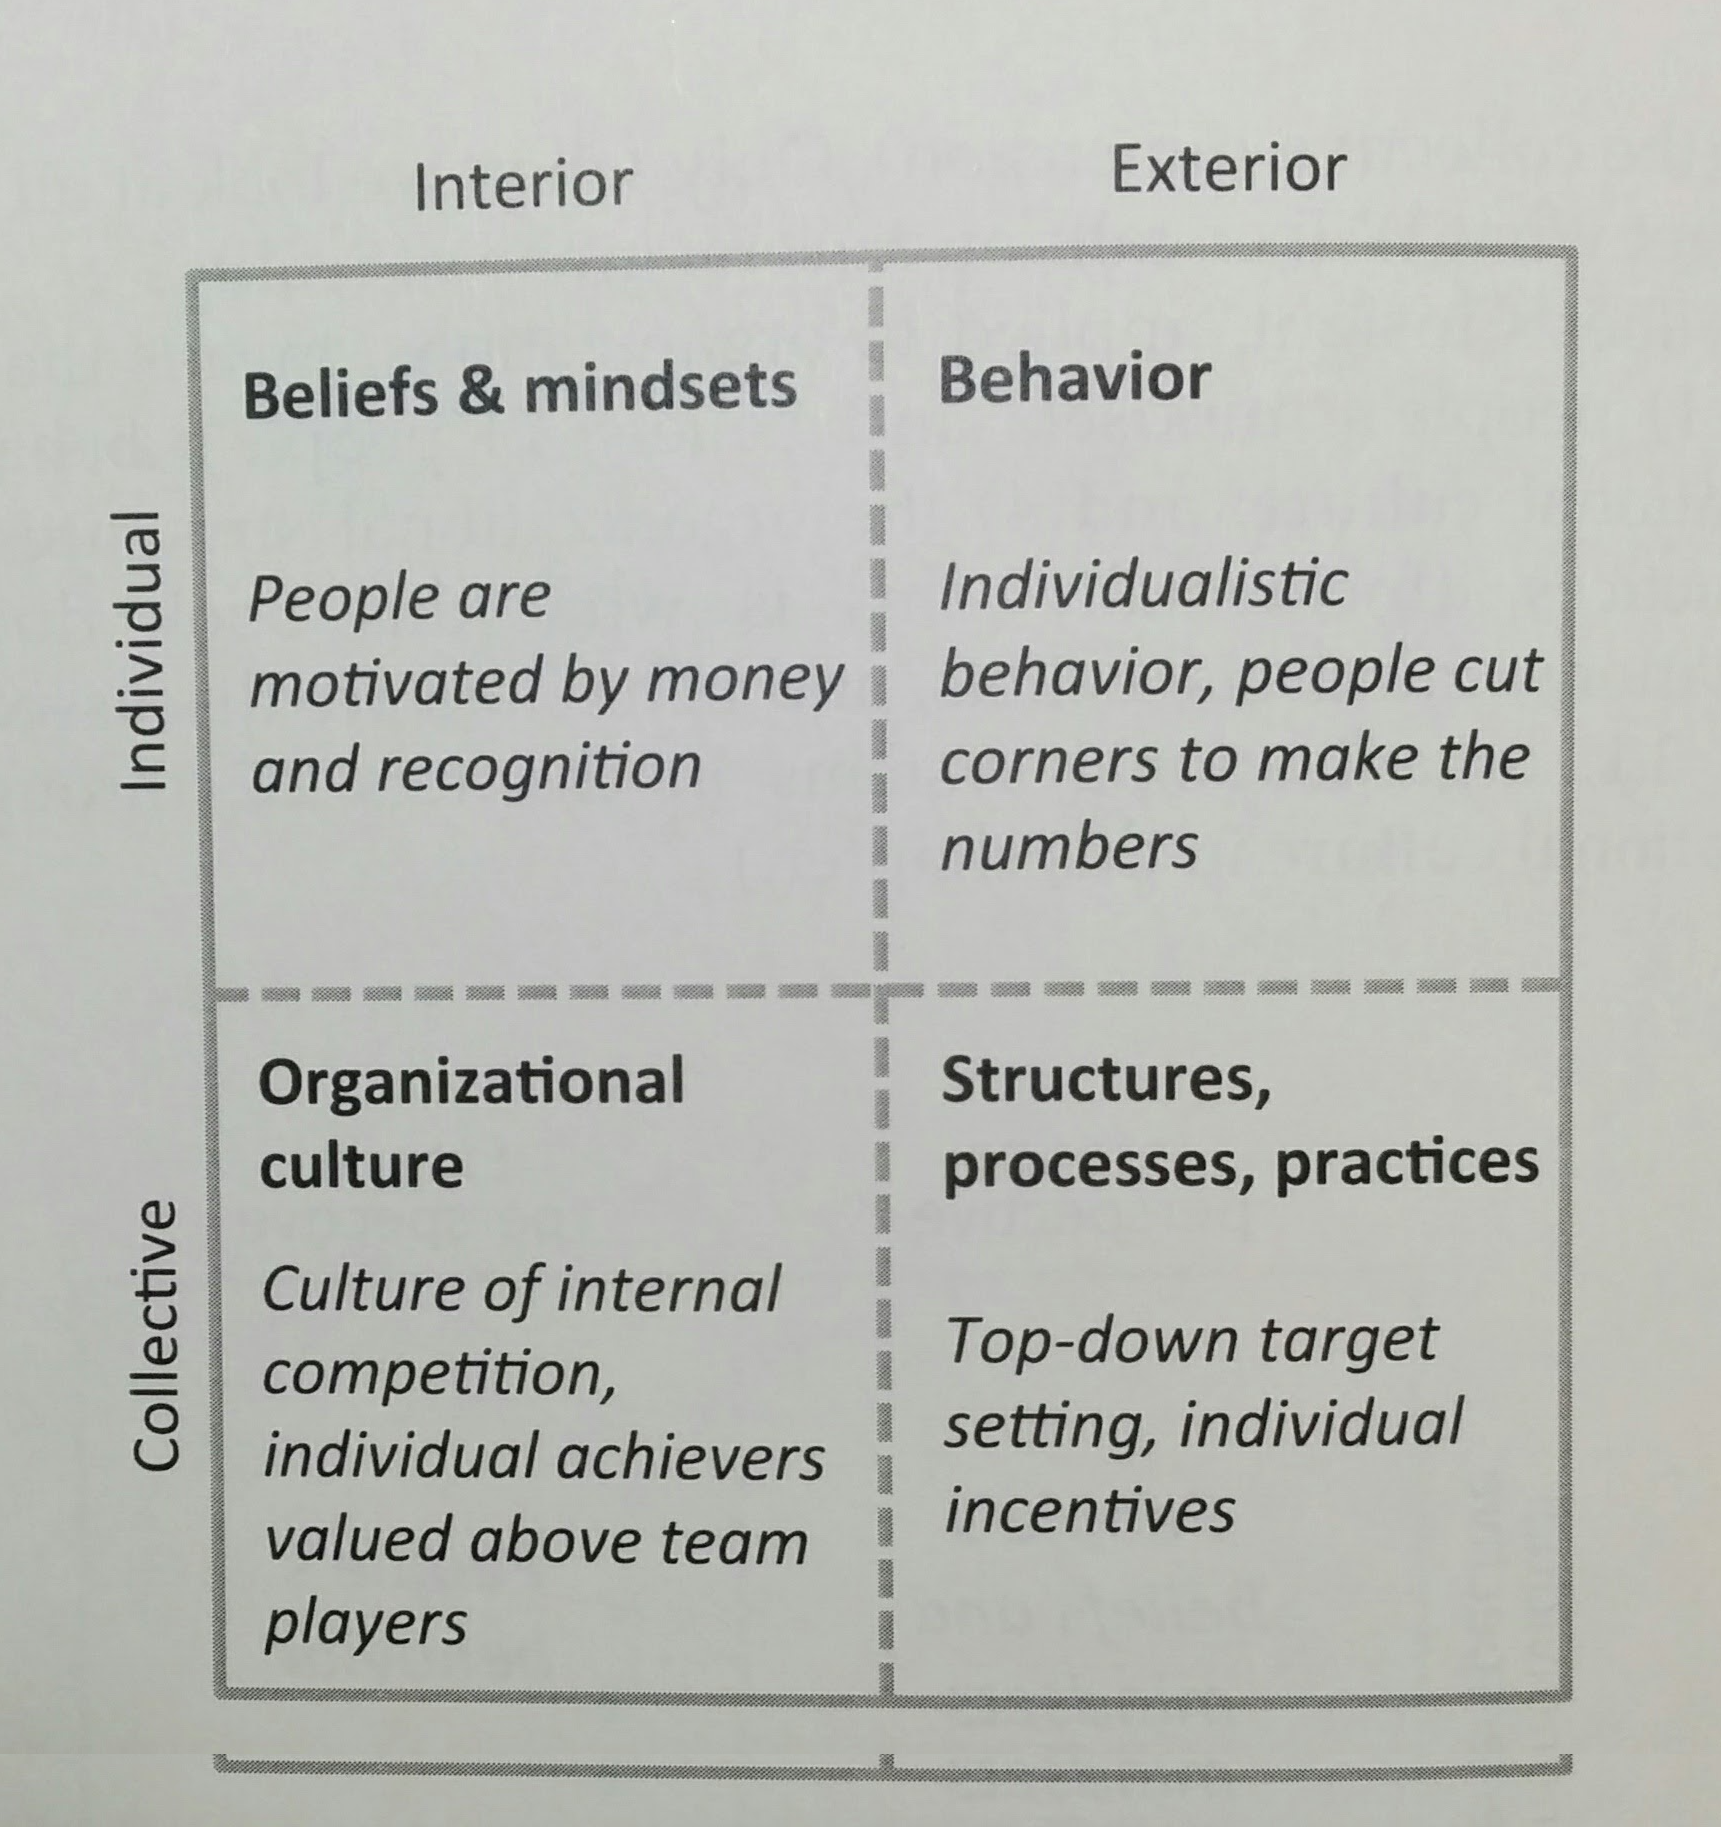 Interior
Exterior
Individual
Beliefs & mindsets
People are
motivated by money
and recognition
Behavior
Individualistic
behavior, people cut
corners to make the
numbers
Collective
Organizational
culture
Culture of internal
competition,
individual achievers
valued above team
players
Structures,
processes, practices
Top-down target
setting, individual
incentives